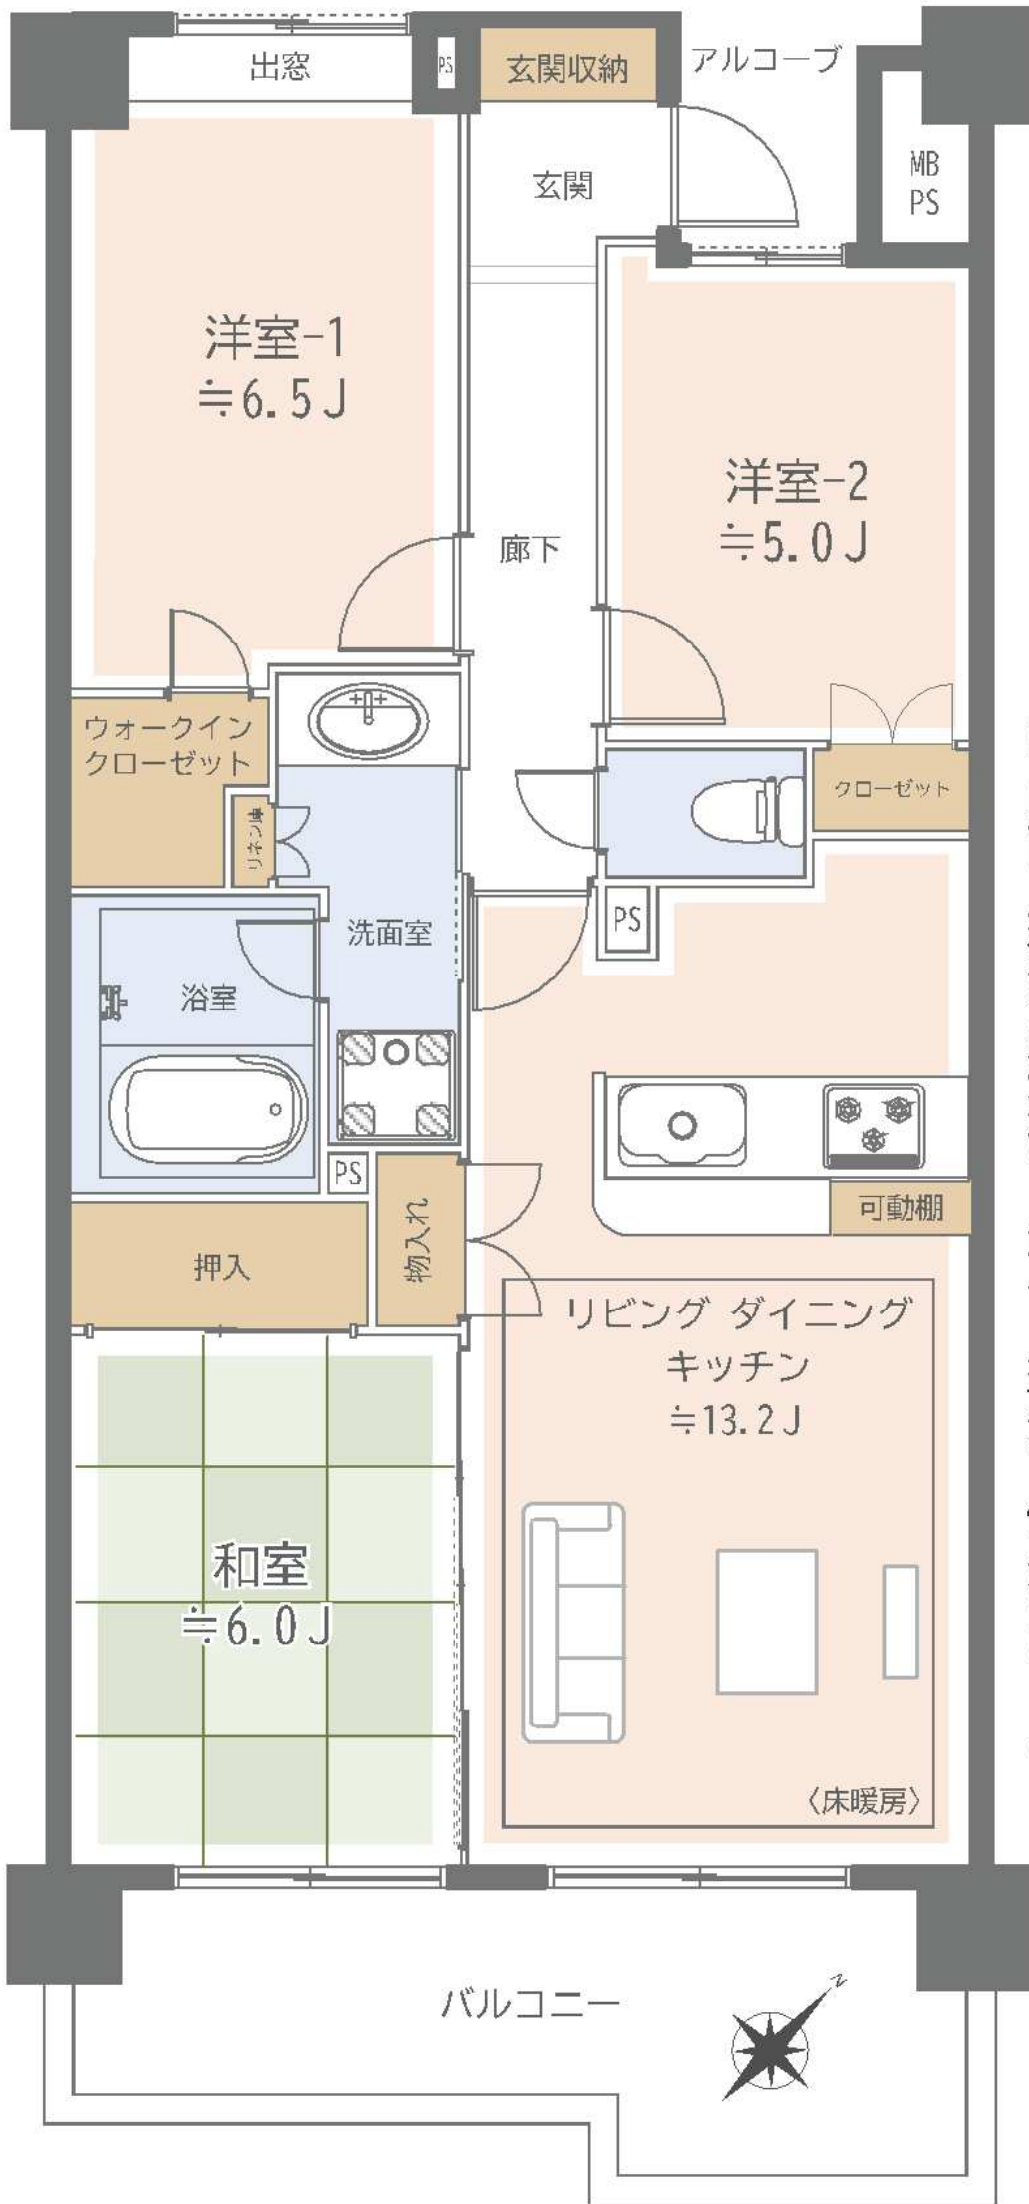 出窓
PS
玄関収納
アルコーブ
MB
PS
玄関
洋室-1
≒6.5J
洋室-2
≒5.0J
廊下
ウォークイン
クローゼット
リネン庫
クローゼット
洗面室
PS
浴室
PS
物入れ
可動棚
押入
リビング ダイニング
キッチン
≒13.2J
和室
≒6.0J
〈床暖房〉
バルコニー
N